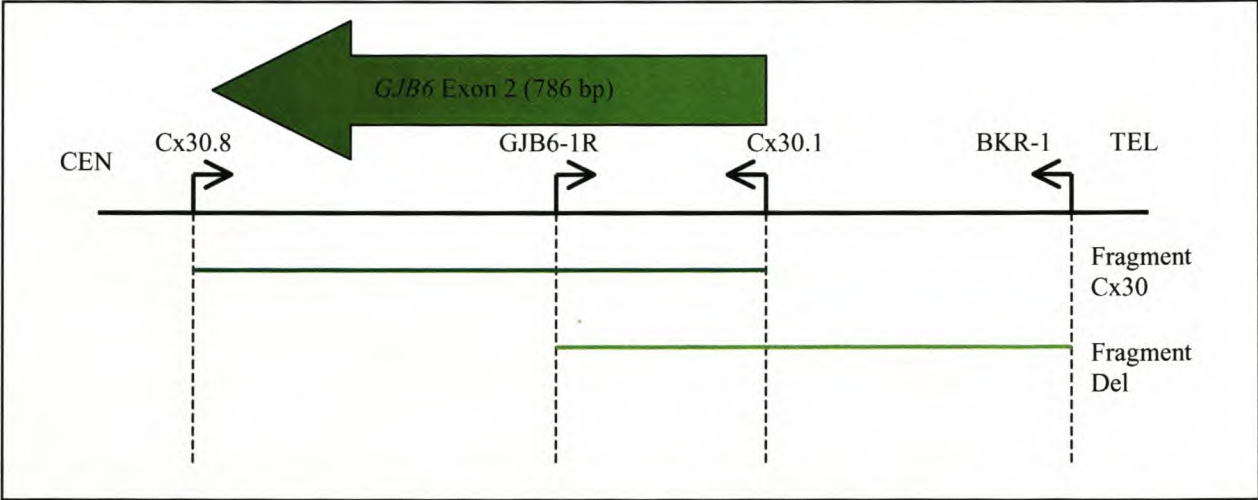 GJB6 Exon 2 (786 bp)
CEN
Cx30.8
GJB6-1R
Cx30.1
BKR-1
TEL
Fragment
Cx30
Fragment
Del